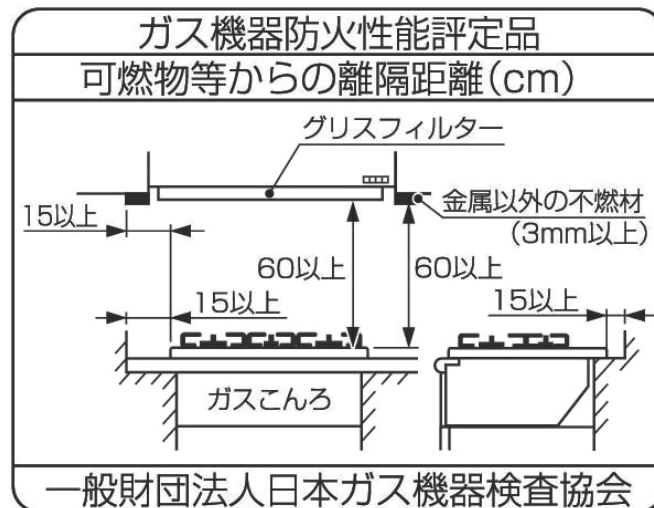 ガス機器防火性能評定品
可燃物等からの離隔距離(cm)
グリスフィルター
金属以外の不燃材
(3mm以上)
15以上
60以上
60以上
15以上
15以上
ガスこんろ
一般財団法人日本ガス機器検査協会